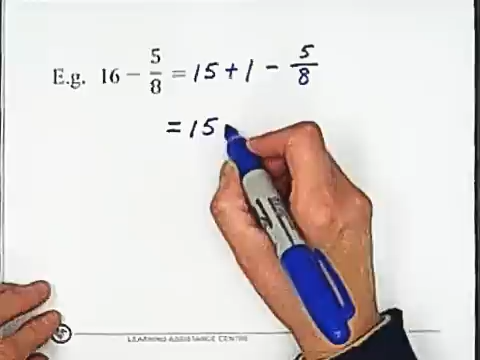 E.g. 16 − 5/8 = 15 + 1 − 5/8
= 15
LEARNING ASSISTANCE CENTRE